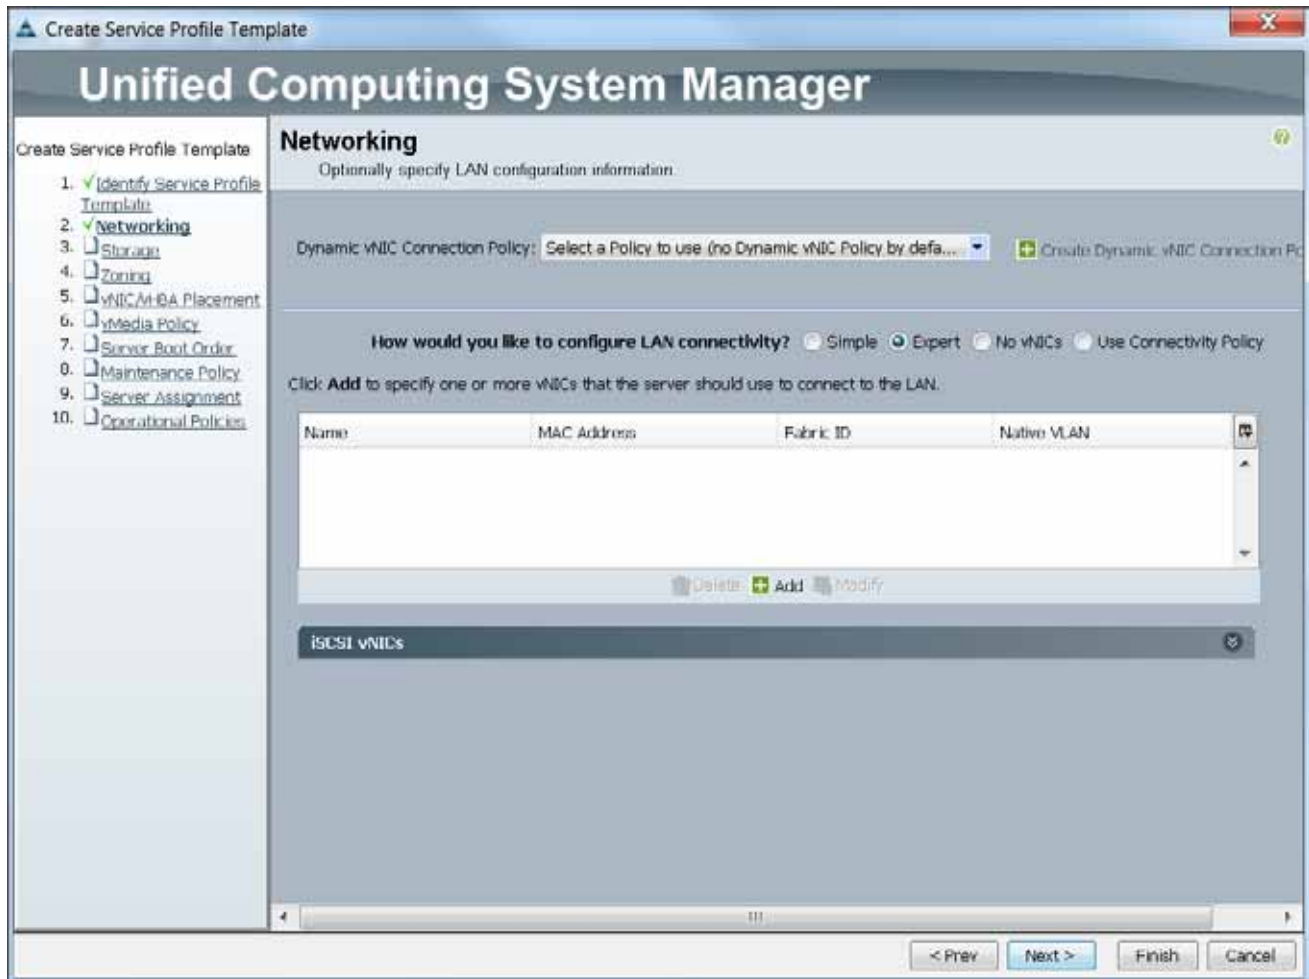 Create Service Profile Template
Unified Computing System Manager
Create Service Profile Template
1. Identify Service Profile
Template
2. Networking
3. Storage
4. Zoning
5. vNIC/vHBA Placement
6. vMedia Policy
7. Server Boot Order
8. Maintenance Policy
9. Server Assignment
10. Operational Policies
Networking
Optionally specify LAN configuration information.
Dynamic vNIC Connection Policy: Select a Policy to use (no Dynamic vNIC Policy by defa... Create Dynamic vNIC Connection Po
How would you like to configure LAN connectivity? Simple Expert No vNICs Use Connectivity Policy
Click Add to specify one or more vNICs that the server should use to connect to the LAN.
Name MAC Address Fabric ID Native VLAN
Delete Add Modify
iSCSI vNICs
< Prev Next > Finish Cancel